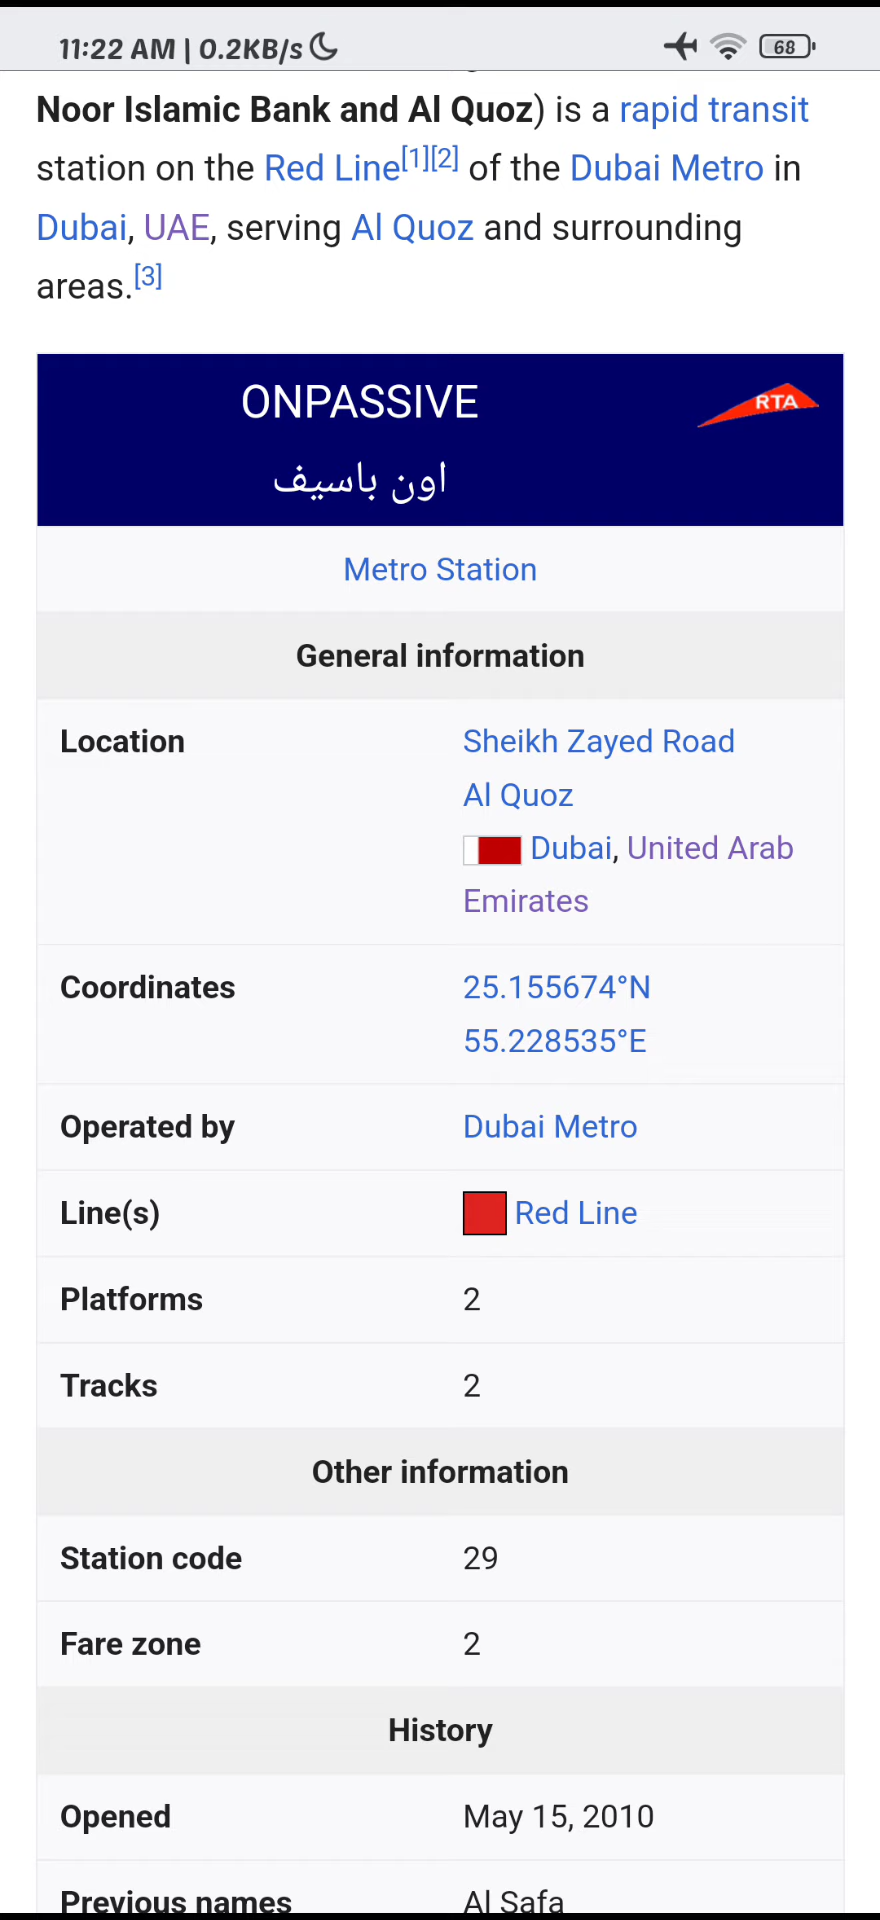 11:22 AM | 0.2KB/s
68
Noor Islamic Bank and Al Quoz) is a rapid transit
station on the Red Line[1][2] of the Dubai Metro in
Dubai, UAE, serving Al Quoz and surrounding
areas.[3]
ONPASSIVE
RTA
اون باسيف
Metro Station
General information
Location
Sheikh Zayed Road
Al Quoz
Dubai, United Arab
Emirates
Coordinates
25.155674°N
55.228535°E
Operated by
Dubai Metro
Line(s)
Red Line
Platforms
2
Tracks
2
Other information
Station code
29
Fare zone
2
History
Opened
May 15, 2010
Previous names
Al Safa